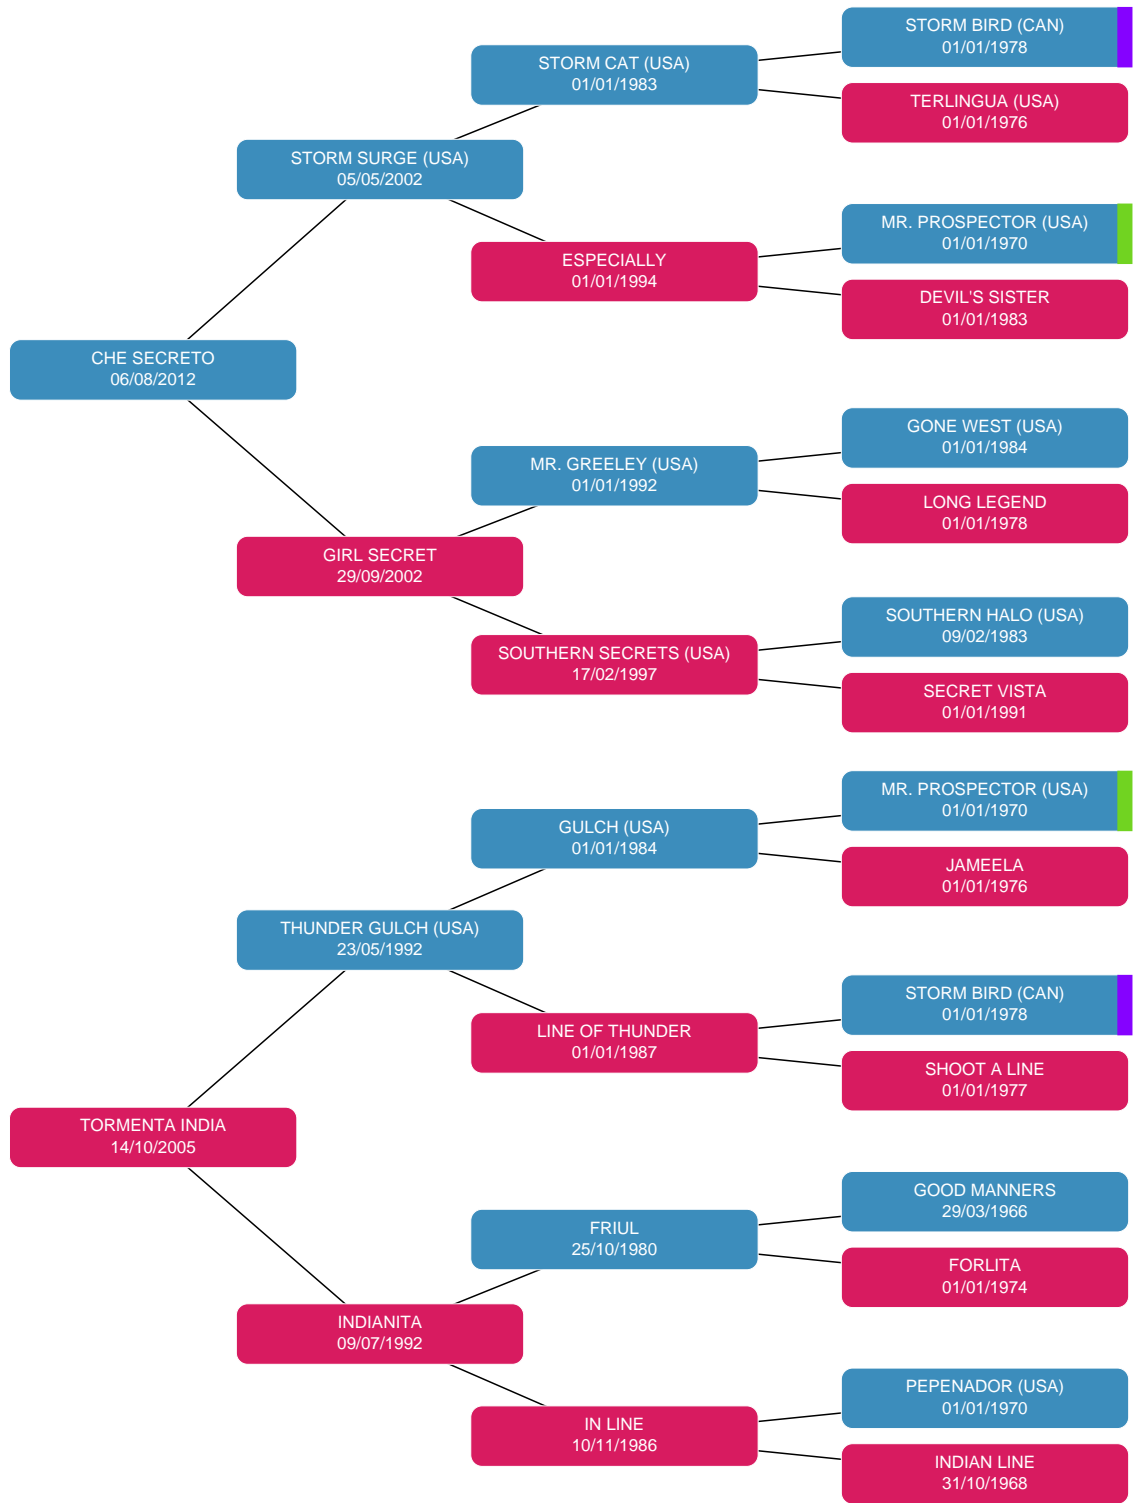 STORM BIRD (CAN)
01/01/1978
STORM CAT (USA)
01/01/1983
TERLINGUA (USA)
01/01/1976
STORM SURGE (USA)
05/05/2002
MR. PROSPECTOR (USA)
01/01/1970
ESPECIALLY
01/01/1994
DEVIL'S SISTER
01/01/1983
CHE SECRETO
06/08/2012
GONE WEST (USA)
01/01/1984
MR. GREELEY (USA)
01/01/1992
LONG LEGEND
01/01/1978
GIRL SECRET
29/09/2002
SOUTHERN HALO (USA)
09/02/1983
SOUTHERN SECRETS (USA)
17/02/1997
SECRET VISTA
01/01/1991
MR. PROSPECTOR (USA)
01/01/1970
GULCH (USA)
01/01/1984
JAMEELA
01/01/1976
THUNDER GULCH (USA)
23/05/1992
STORM BIRD (CAN)
01/01/1978
LINE OF THUNDER
01/01/1987
SHOOT A LINE
01/01/1977
TORMENTA INDIA
14/10/2005
GOOD MANNERS
29/03/1966
FRIUL
25/10/1980
FORLITA
01/01/1974
INDIANITA
09/07/1992
PEPENADOR (USA)
01/01/1970
IN LINE
10/11/1986
INDIAN LINE
31/10/1968